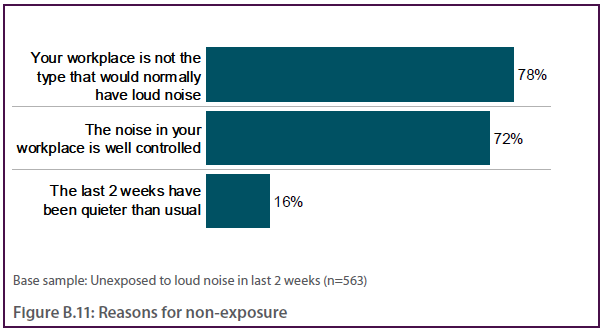 Your workplace is not the
type that would normally
have loud noise
78%
The noise in your
workplace is well controlled
72%
The last 2 weeks have
been quieter than usual
16%
Base sample: Unexposed to loud noise in last 2 weeks (n=563)
Figure B.11: Reasons for non-exposure